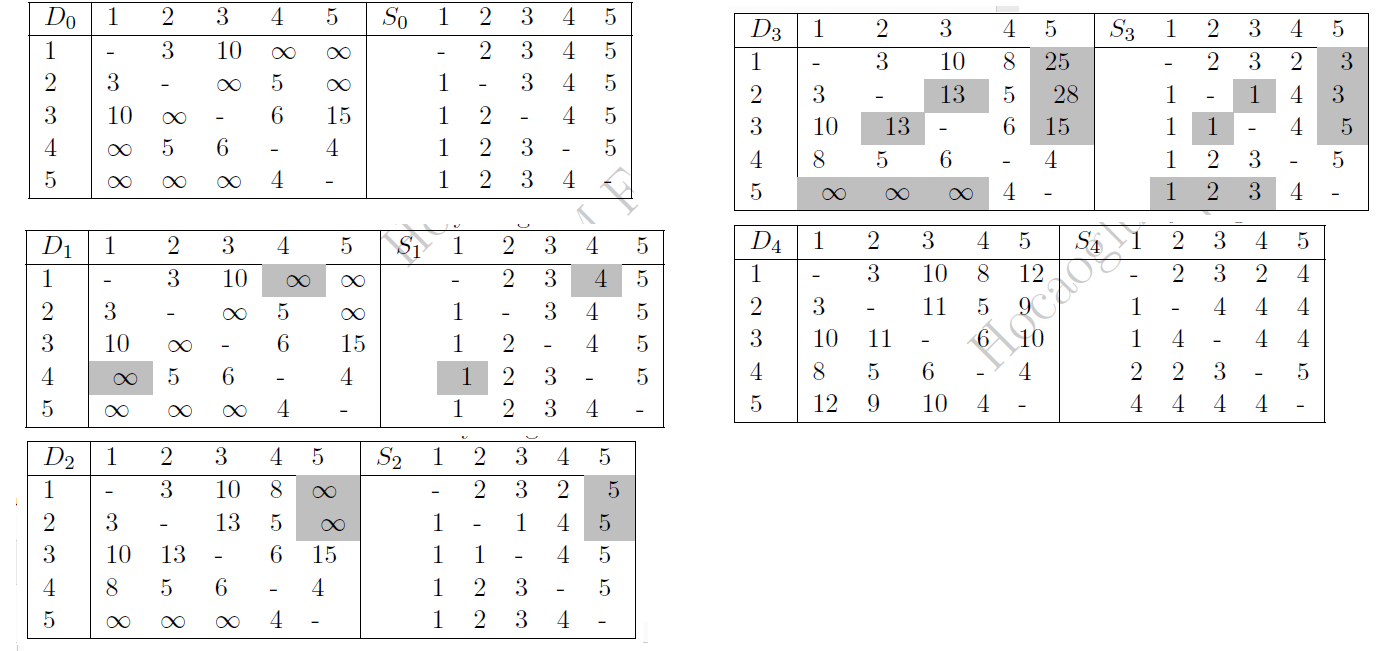 D₀ 1 2 3 4 5 S₀ 1 2 3 4 5
1 - 3 10 ∞ ∞ - 2 3 4 5
2 3 - ∞ 5 ∞ 1 - 3 4 5
3 10 ∞ - 6 15 1 2 - 4 5
4 ∞ 5 6 - 4 1 2 3 - 5
5 ∞ ∞ ∞ 4 - 1 2 3 4 -
D₁ 1 2 3 4 5 S₁ 1 2 3 4 5
1 - 3 10 ∞ ∞ - 2 3 4 5
2 3 - ∞ 5 ∞ 1 - 3 4 5
3 10 ∞ - 6 15 1 2 - 4 5
4 ∞ 5 6 - 4 1 2 3 - 5
5 ∞ ∞ ∞ 4 - 1 2 3 4 -
D₂ 1 2 3 4 5 S₂ 1 2 3 4 5
1 - 3 10 8 ∞ - 2 3 2 5
2 3 - 13 5 ∞ 1 - 1 4 5
3 10 13 - 6 15 1 1 - 4 5
4 8 5 6 - 4 1 2 3 - 5
5 ∞ ∞ ∞ 4 - 1 2 3 4 -
D₃ 1 2 3 4 5 S₃ 1 2 3 4 5
1 - 3 10 8 25 - 2 3 2 3
2 3 - 13 5 28 1 - 1 4 3
3 10 13 - 6 15 1 1 - 4 5
4 8 5 6 - 4 1 2 3 - 5
5 ∞ ∞ ∞ 4 - 1 2 3 4 -
D₄ 1 2 3 4 5 S₄ 1 2 3 4 5
1 - 3 10 8 12 - 2 3 2 4
2 3 - 11 5 9 1 - 4 4 4
3 10 11 - 6 10 1 4 - 4 4
4 8 5 6 - 4 2 2 3 - 5
5 12 9 10 4 - 4 4 4 4 -